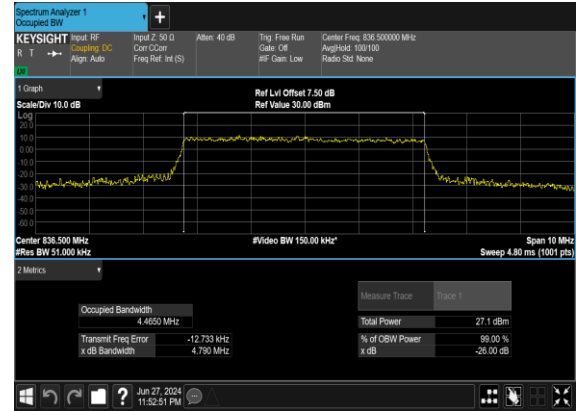 Spectrum Analyzer 1
Occupied BW
KEYSIGHT Input: RF Input Z: 50 Ω Atten: 40 dB Trig: Free Run Center Freq: 836.500000 MHz
R T Coupling: DC Corr CCorr Gate: Off Avg|Hold: 100/100
Align: Auto Freq Ref: Int (S) #IF Gain: Low Radio Std: None
LU
1 Graph
Ref Lvl Offset 7.50 dB
Scale/Div 10.0 dB Ref Value 30.00 dBm
Log
20.0
10.0
0.00
-10.0
-20.0
-30.0
-40.0
-50.0
-60.0
Center 836.500 MHz #Video BW 150.00 kHz* Span 10 MHz
#Res BW 51.000 kHz Sweep 4.80 ms (1001 pts)
2 Metrics
Measure Trace Trace 1
Occupied Bandwidth
4.4650 MHz Total Power 27.1 dBm
Transmit Freq Error -12.733 kHz % of OBW Power 99.00 %
x dB Bandwidth 4.790 MHz x dB -26.00 dB
? Jun 27, 2024
11:52:51 PM